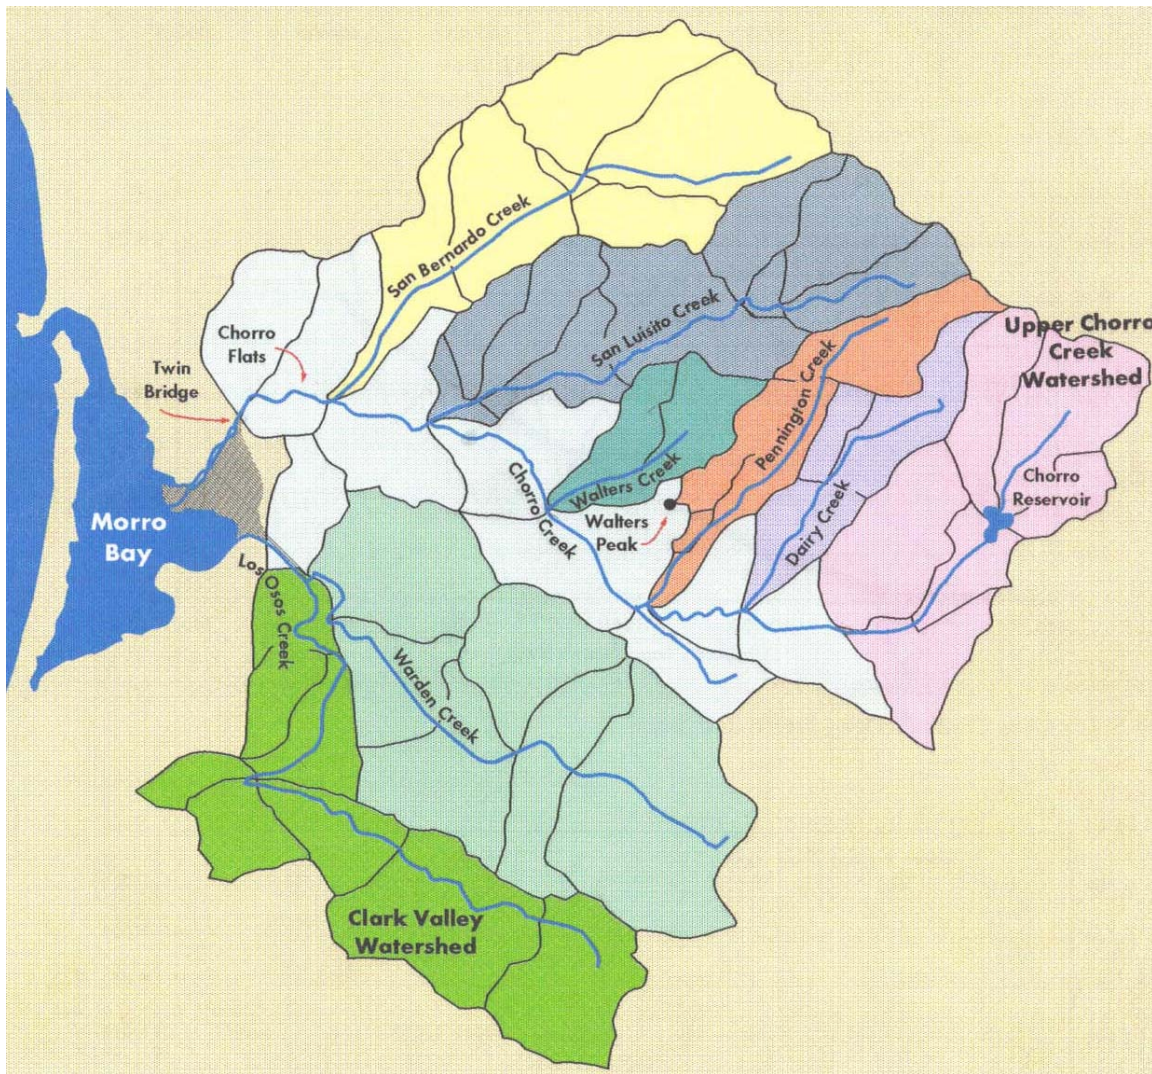 San Bernardo Creek
Chorro
Flats
San Luisito Creek
Upper Chorro
Creek
Watershed
Twin
Bridge
Pennington Creek
Chorro
Reservoir
Walters Creek
Chorro Creek
Walters
Peak
Dairy Creek
Morro
Bay
Los Osos Creek
Warden Creek
Clark Valley
Watershed